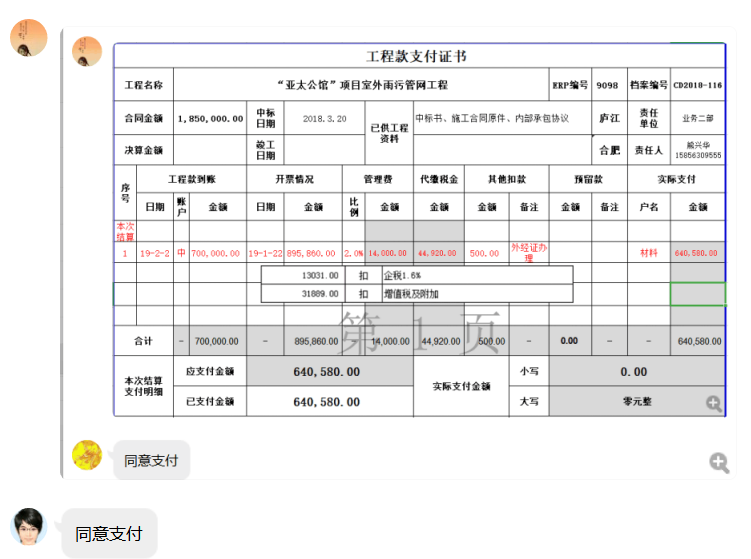 工程款支付证书
工程名称 “亚太公馆”项目室外雨污管网工程 ERP编号 9098 档案编号 CD2018-116
合同金额 1,850,000.00 中标日期 2018.3.20 已供工程资料 中标书、施工合同原件、内部承包协议 庐江 责任单位 业务二部
决算金额 竣工日期 合肥 责任人 戴兴华 15856309555
序号 工程款到账 开票情况 管理费 代缴税金 其他扣款 预留款 实际支付
日期 账户 金额 日期 金额 比例 金额 金额 金额 备注 金额 备注 户名 金额
本次结算
1 19-2-2 中 700,000.00 19-1-22 895,860.00 2.0% 14,000.00 44,920.00 500.00 外经证办理 材料 640,580.00
13031.00 扣 企税1.6%
31889.00 扣 增值税及附加
第 1 页
合计 - 700,000.00 - 895,860.00 - 14,000.00 44,920.00 500.00 - 0.00 - - 640,580.00
本次结算支付明细 应支付金额 640,580.00 实际支付金额 小写 0.00
已支付金额 640,580.00 大写 零元整
同意支付
同意支付